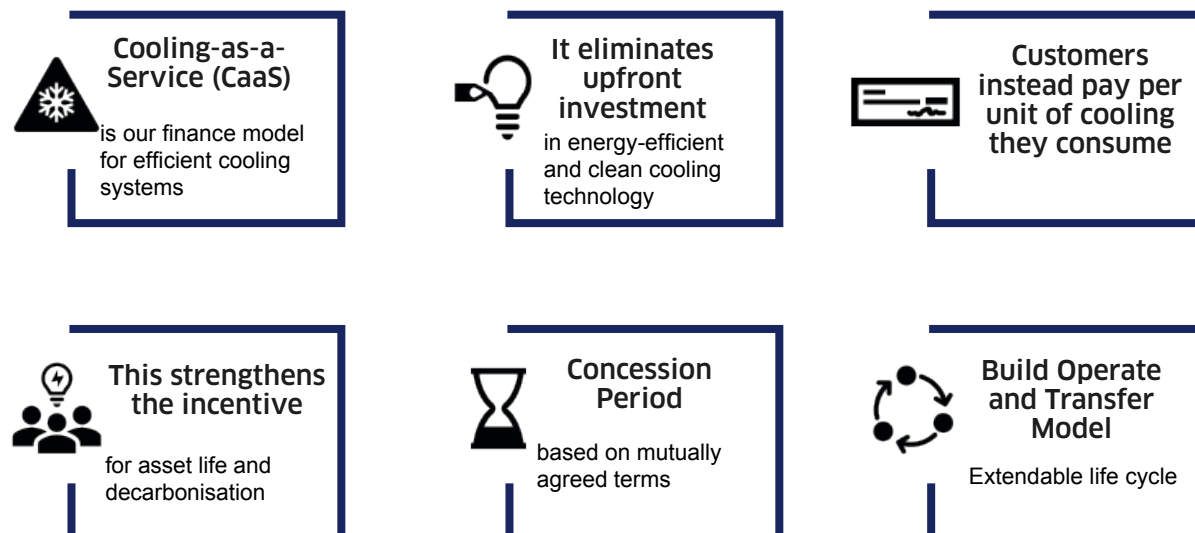 Cooling-as-a-
Service (CaaS)
is our finance model
for efficient cooling
systems
It eliminates
upfront
investment
in energy-efficient
and clean cooling
technology
Customers
instead pay per
unit of cooling
they consume
This strengthens
the incentive
for asset life and
decarbonisation
Concession
Period
based on mutually
agreed terms
Build Operate
and Transfer
Model
Extendable life cycle